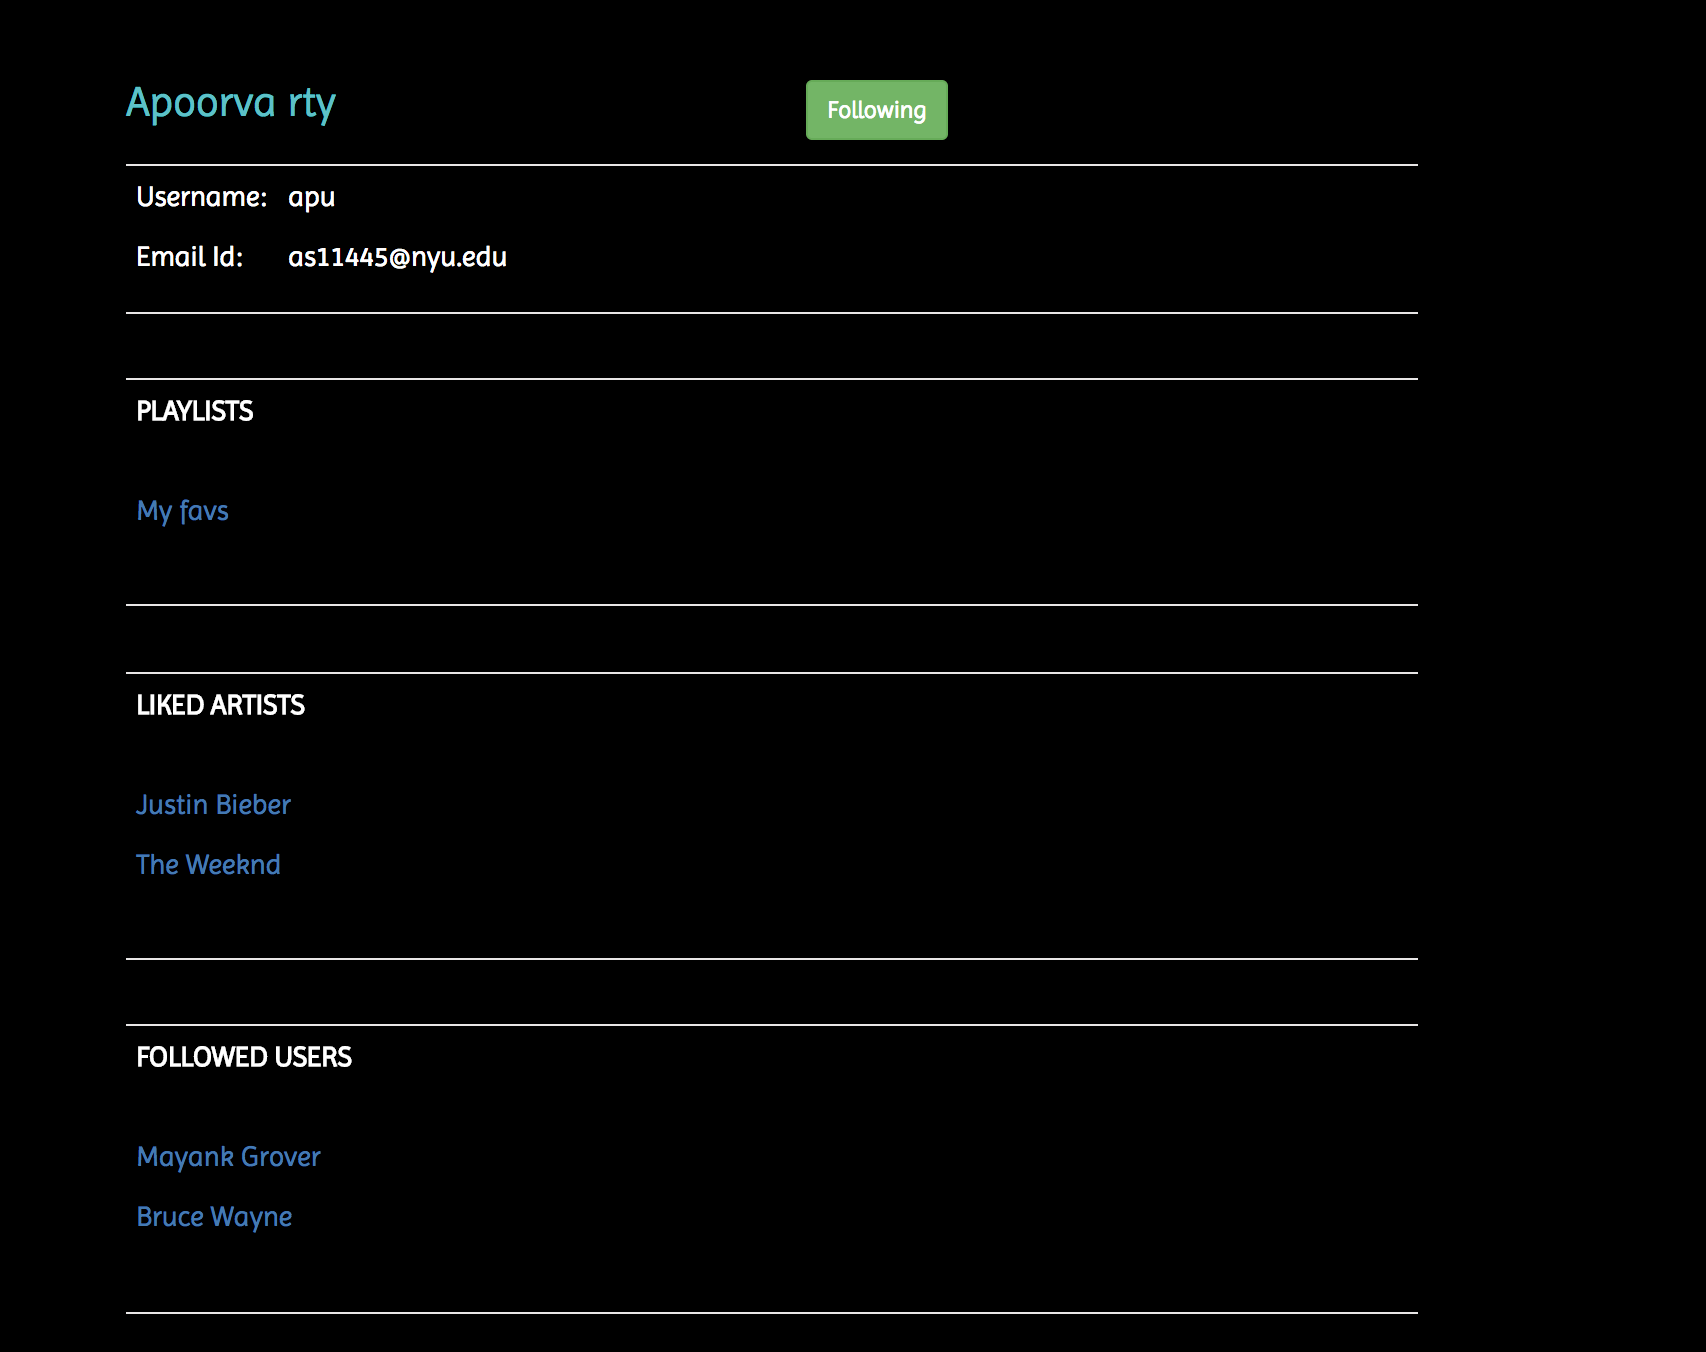 Apoorva rty
Following
Username: apu
Email Id: as11445@nyu.edu
PLAYLISTS
My favs
LIKED ARTISTS
Justin Bieber
The Weeknd
FOLLOWED USERS
Mayank Grover
Bruce Wayne